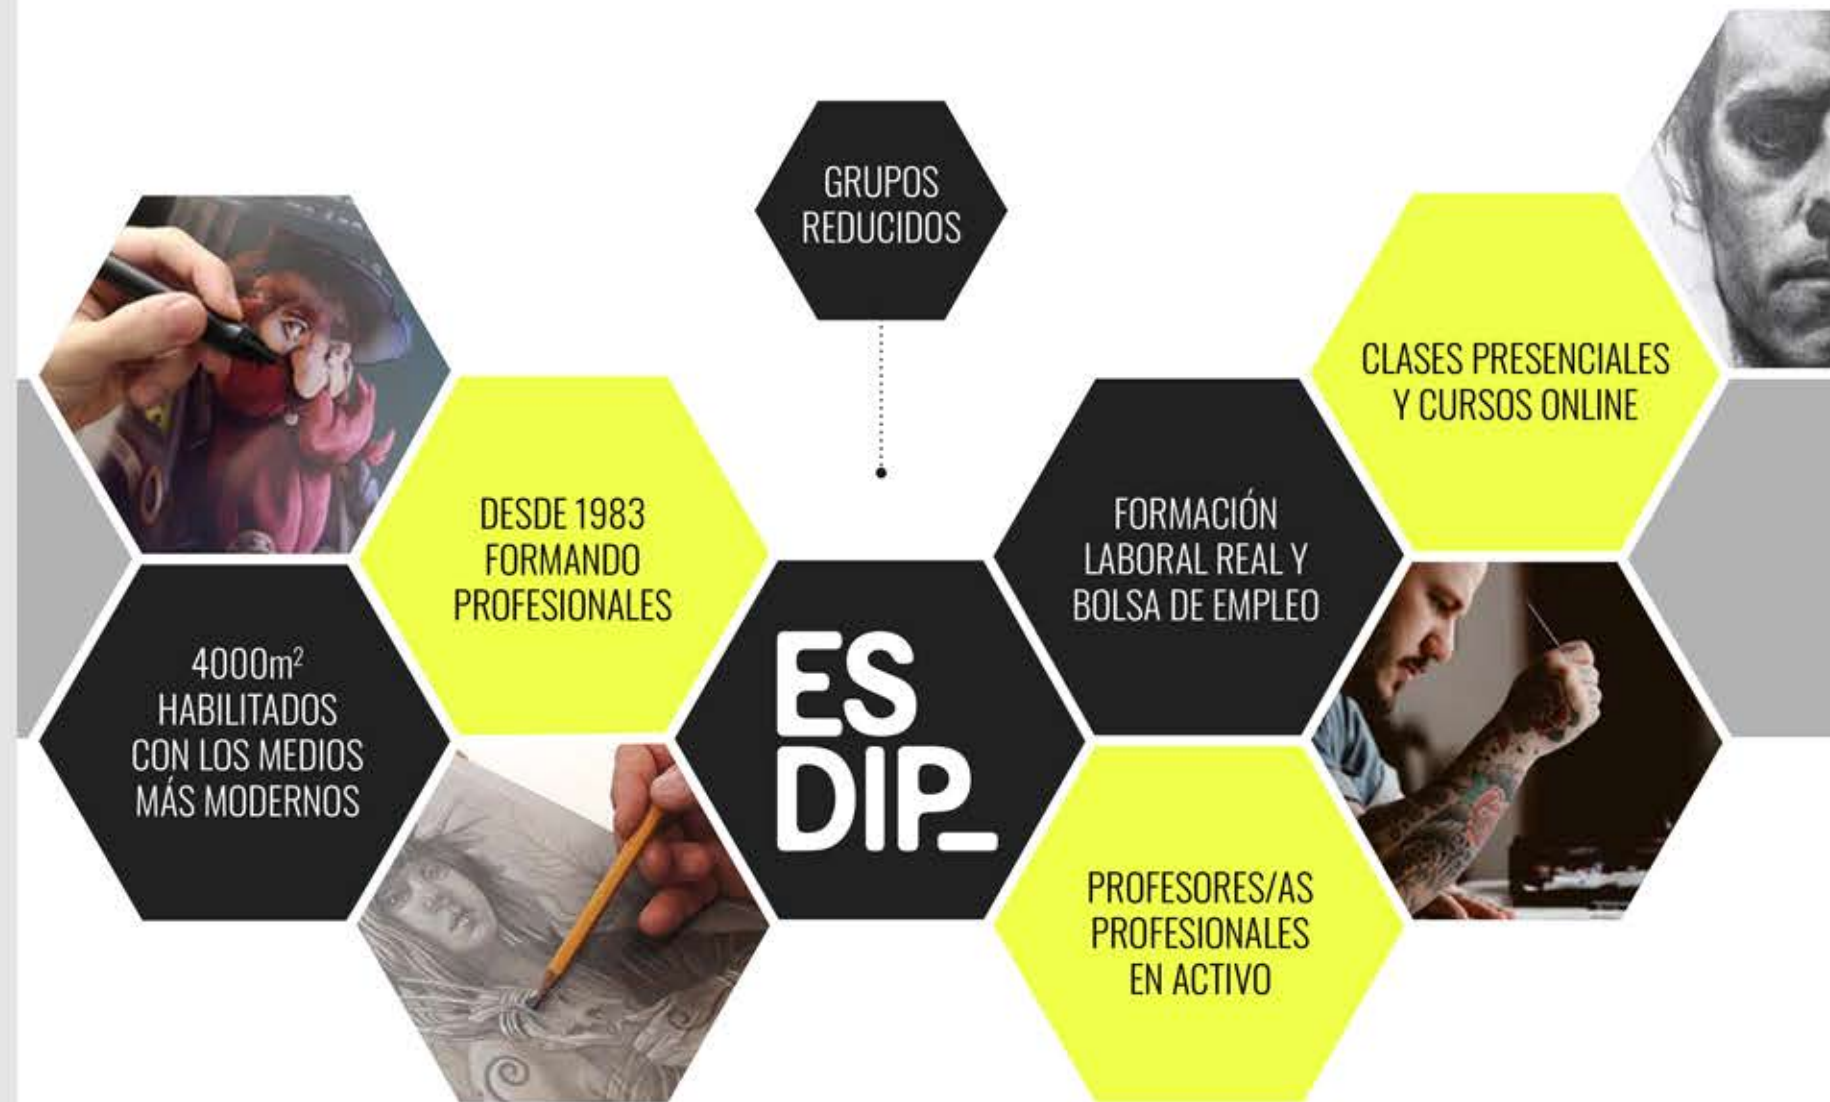 GRUPOS
REDUCIDOS
CLASES PRESENCIALES
Y CURSOS ONLINE
DESDE 1983
FORMANDO
PROFESIONALES
FORMACIÓN
LABORAL REAL Y
BOLSA DE EMPLEO
4000m²
HABILITADOS
CON LOS MEDIOS
MÁS MODERNOS
ES
DIP_
PROFESORES/AS
PROFESIONALES
EN ACTIVO